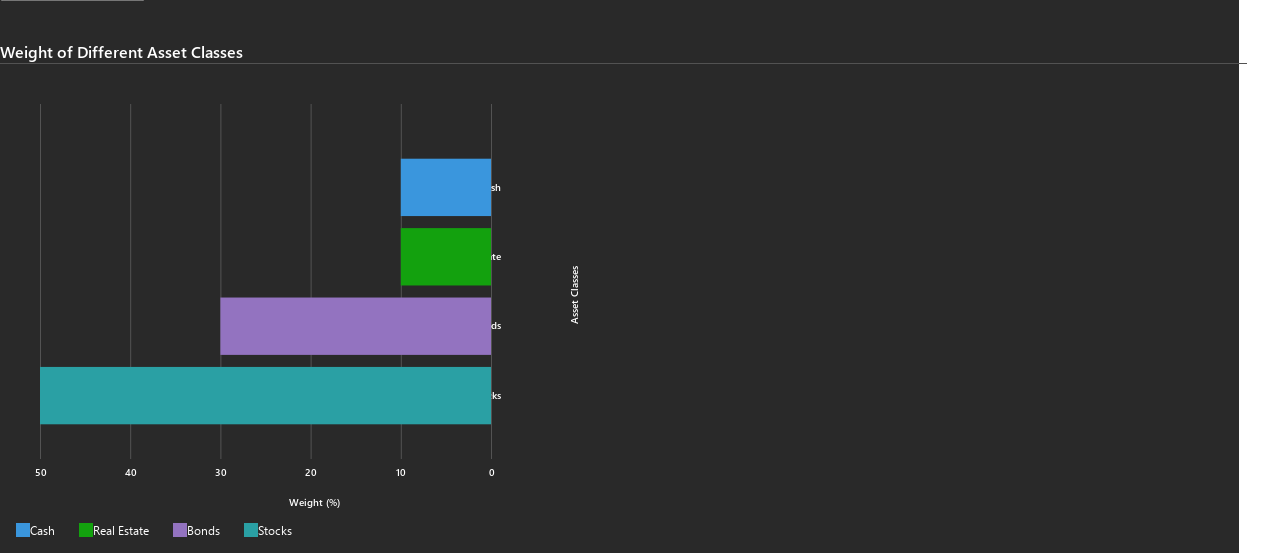 Weight of Different Asset Classes
sh
te
ds
ks
Asset Classes
50 40 30 20 10 0
Weight (%)
Cash Real Estate Bonds Stocks